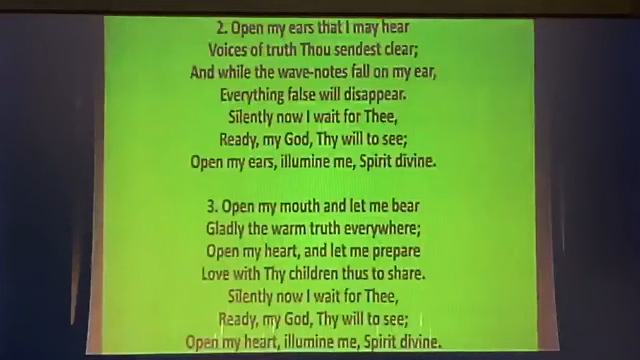 2. Open my ears that I may hear
Voices of truth Thou sendest clear;
And while the wave-notes fall on my ear,
Everything false will disappear.
Silently now I wait for Thee,
Ready, my God, Thy will to see;
Open my ears, illumine me, Spirit divine.
3. Open my mouth and let me bear
Gladly the warm truth everywhere;
Open my heart, and let me prepare
Love with Thy children thus to share.
Silently now I wait for Thee,
Ready, my God, Thy will to see;
Open my heart, illumine me, Spirit divine.